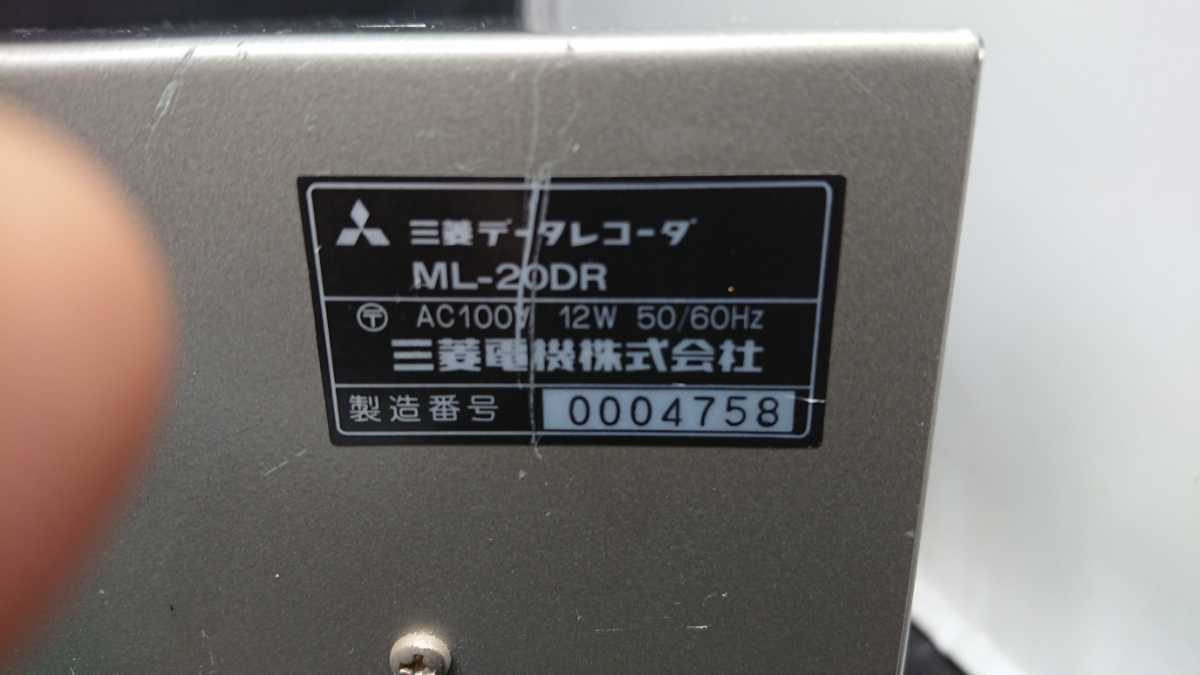 三菱データレコーダ
ML-20DR
〒 AC100V 12W 50/60Hz
三菱電機株式会社
製造番号 0004758